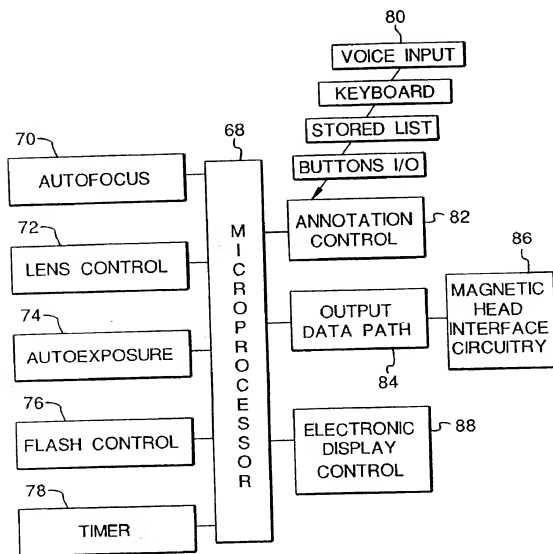 80
VOICE INPUT
KEYBOARD
STORED LIST
BUTTONS I/O
70
AUTOFOCUS
72
LENS CONTROL
74
AUTOEXPOSURE
76
FLASH CONTROL
78
TIMER
68
MICROPROCESSOR
ANNOTATION
CONTROL
82
OUTPUT
DATA PATH
84
86
MAGNETIC
HEAD
INTERFACE
CIRCUITRY
ELECTRONIC
DISPLAY
CONTROL
88